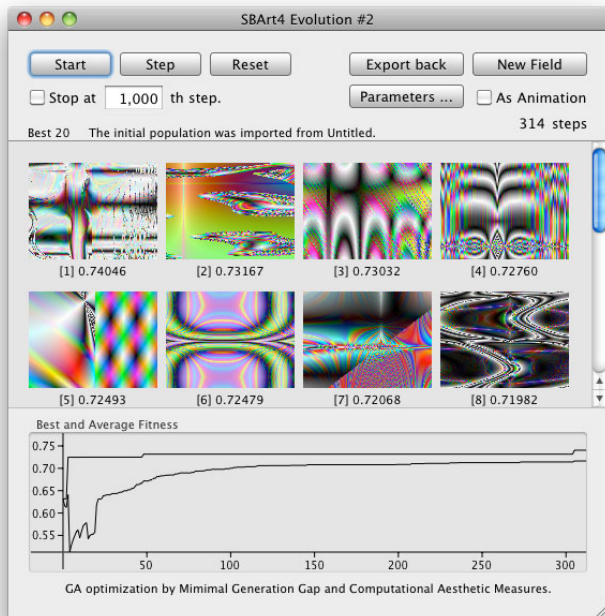 SBArt4 Evolution #2
Start Step Reset Export back New Field
Stop at 1,000 th step. Parameters ... As Animation
314 steps
Best 20 The initial population was imported from Untitled.
[1] 0.74046 [2] 0.73167 [3] 0.73032 [4] 0.72760
[5] 0.72493 [6] 0.72479 [7] 0.72068 [8] 0.71982
Best and Average Fitness
0.75
0.70
0.65
0.60
0.55
50 100 150 200 250 300
GA optimization by Mimimal Generation Gap and Computational Aesthetic Measures.